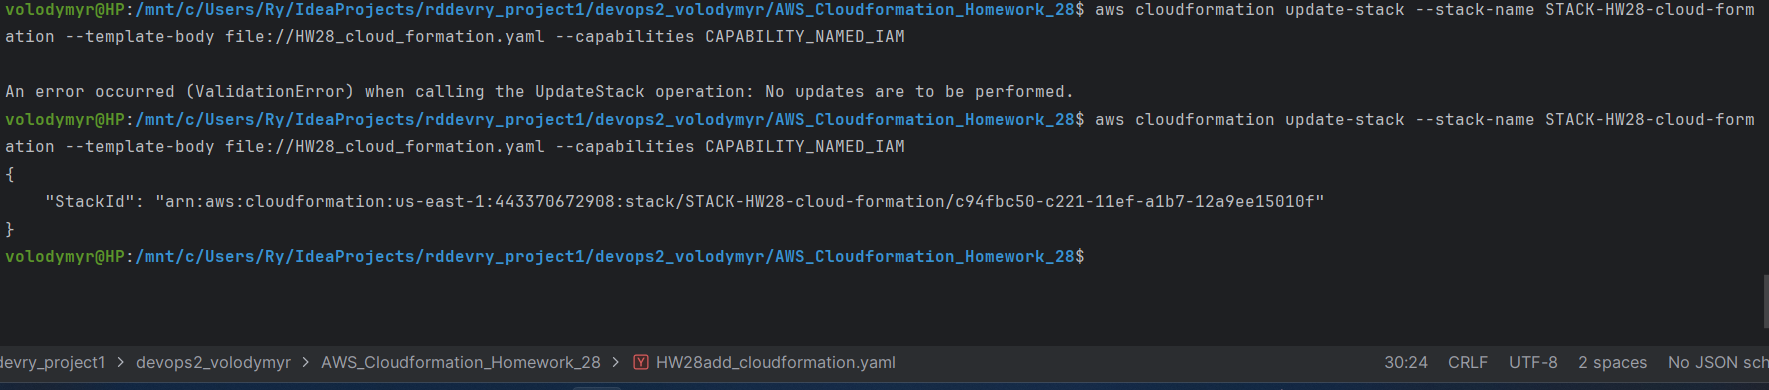 volodymyr@HP:/mnt/c/Users/Ry/IdeaProjects/rddevry_project1/devops2_volodymyr/AWS_Cloudformation_Homework_28$ aws cloudformation update-stack --stack-name STACK-HW28-cloud-form
ation --template-body file://HW28_cloud_formation.yaml --capabilities CAPABILITY_NAMED_IAM
An error occurred (ValidationError) when calling the UpdateStack operation: No updates are to be performed.
volodymyr@HP:/mnt/c/Users/Ry/IdeaProjects/rddevry_project1/devops2_volodymyr/AWS_Cloudformation_Homework_28$ aws cloudformation update-stack --stack-name STACK-HW28-cloud-form
ation --template-body file://HW28_cloud_formation.yaml --capabilities CAPABILITY_NAMED_IAM
{
    "StackId": "arn:aws:cloudformation:us-east-1:443370672908:stack/STACK-HW28-cloud-formation/c94fbc50-c221-11ef-a1b7-12a9ee15010f"
}
volodymyr@HP:/mnt/c/Users/Ry/IdeaProjects/rddevry_project1/devops2_volodymyr/AWS_Cloudformation_Homework_28$
devry_project1 > devops2_volodymyr > AWS_Cloudformation_Homework_28 > Y HW28add_cloudformation.yaml 30:24 CRLF UTF-8 2 spaces No JSON sch